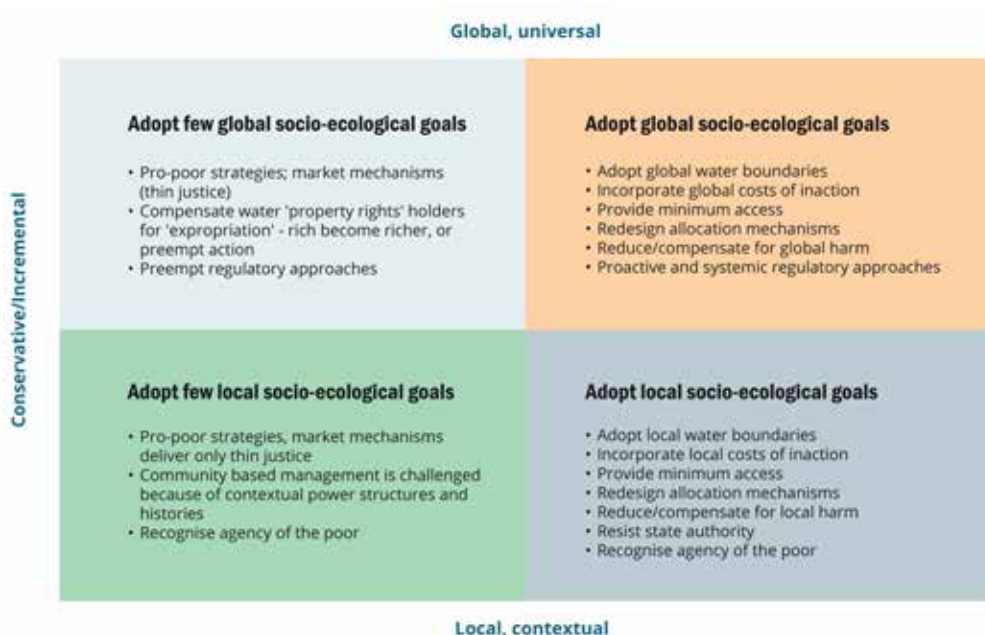 Global, universal
Conservative/Incremental
Adopt few global socio-ecological goals
• Pro-poor strategies; market mechanisms
(thin justice)
• Compensate water 'property rights' holders
for 'expropriation' - rich become richer, or
preempt action
• Preempt regulatory approaches
Adopt global socio-ecological goals
• Adopt global water boundaries
• Incorporate global costs of inaction
• Provide minimum access
• Redesign allocation mechanisms
• Reduce/compensate for global harm
• Proactive and systemic regulatory approaches
Adopt few local socio-ecological goals
• Pro-poor strategies, market mechanisms
deliver only thin justice
• Community based management is challenged
because of contextual power structures and
histories
• Recognise agency of the poor
Adopt local socio-ecological goals
• Adopt local water boundaries
• Incorporate local costs of inaction
• Provide minimum access
• Redesign allocation mechanisms
• Reduce/compensate for local harm
• Resist state authority
• Recognise agency of the poor
Local, contextual